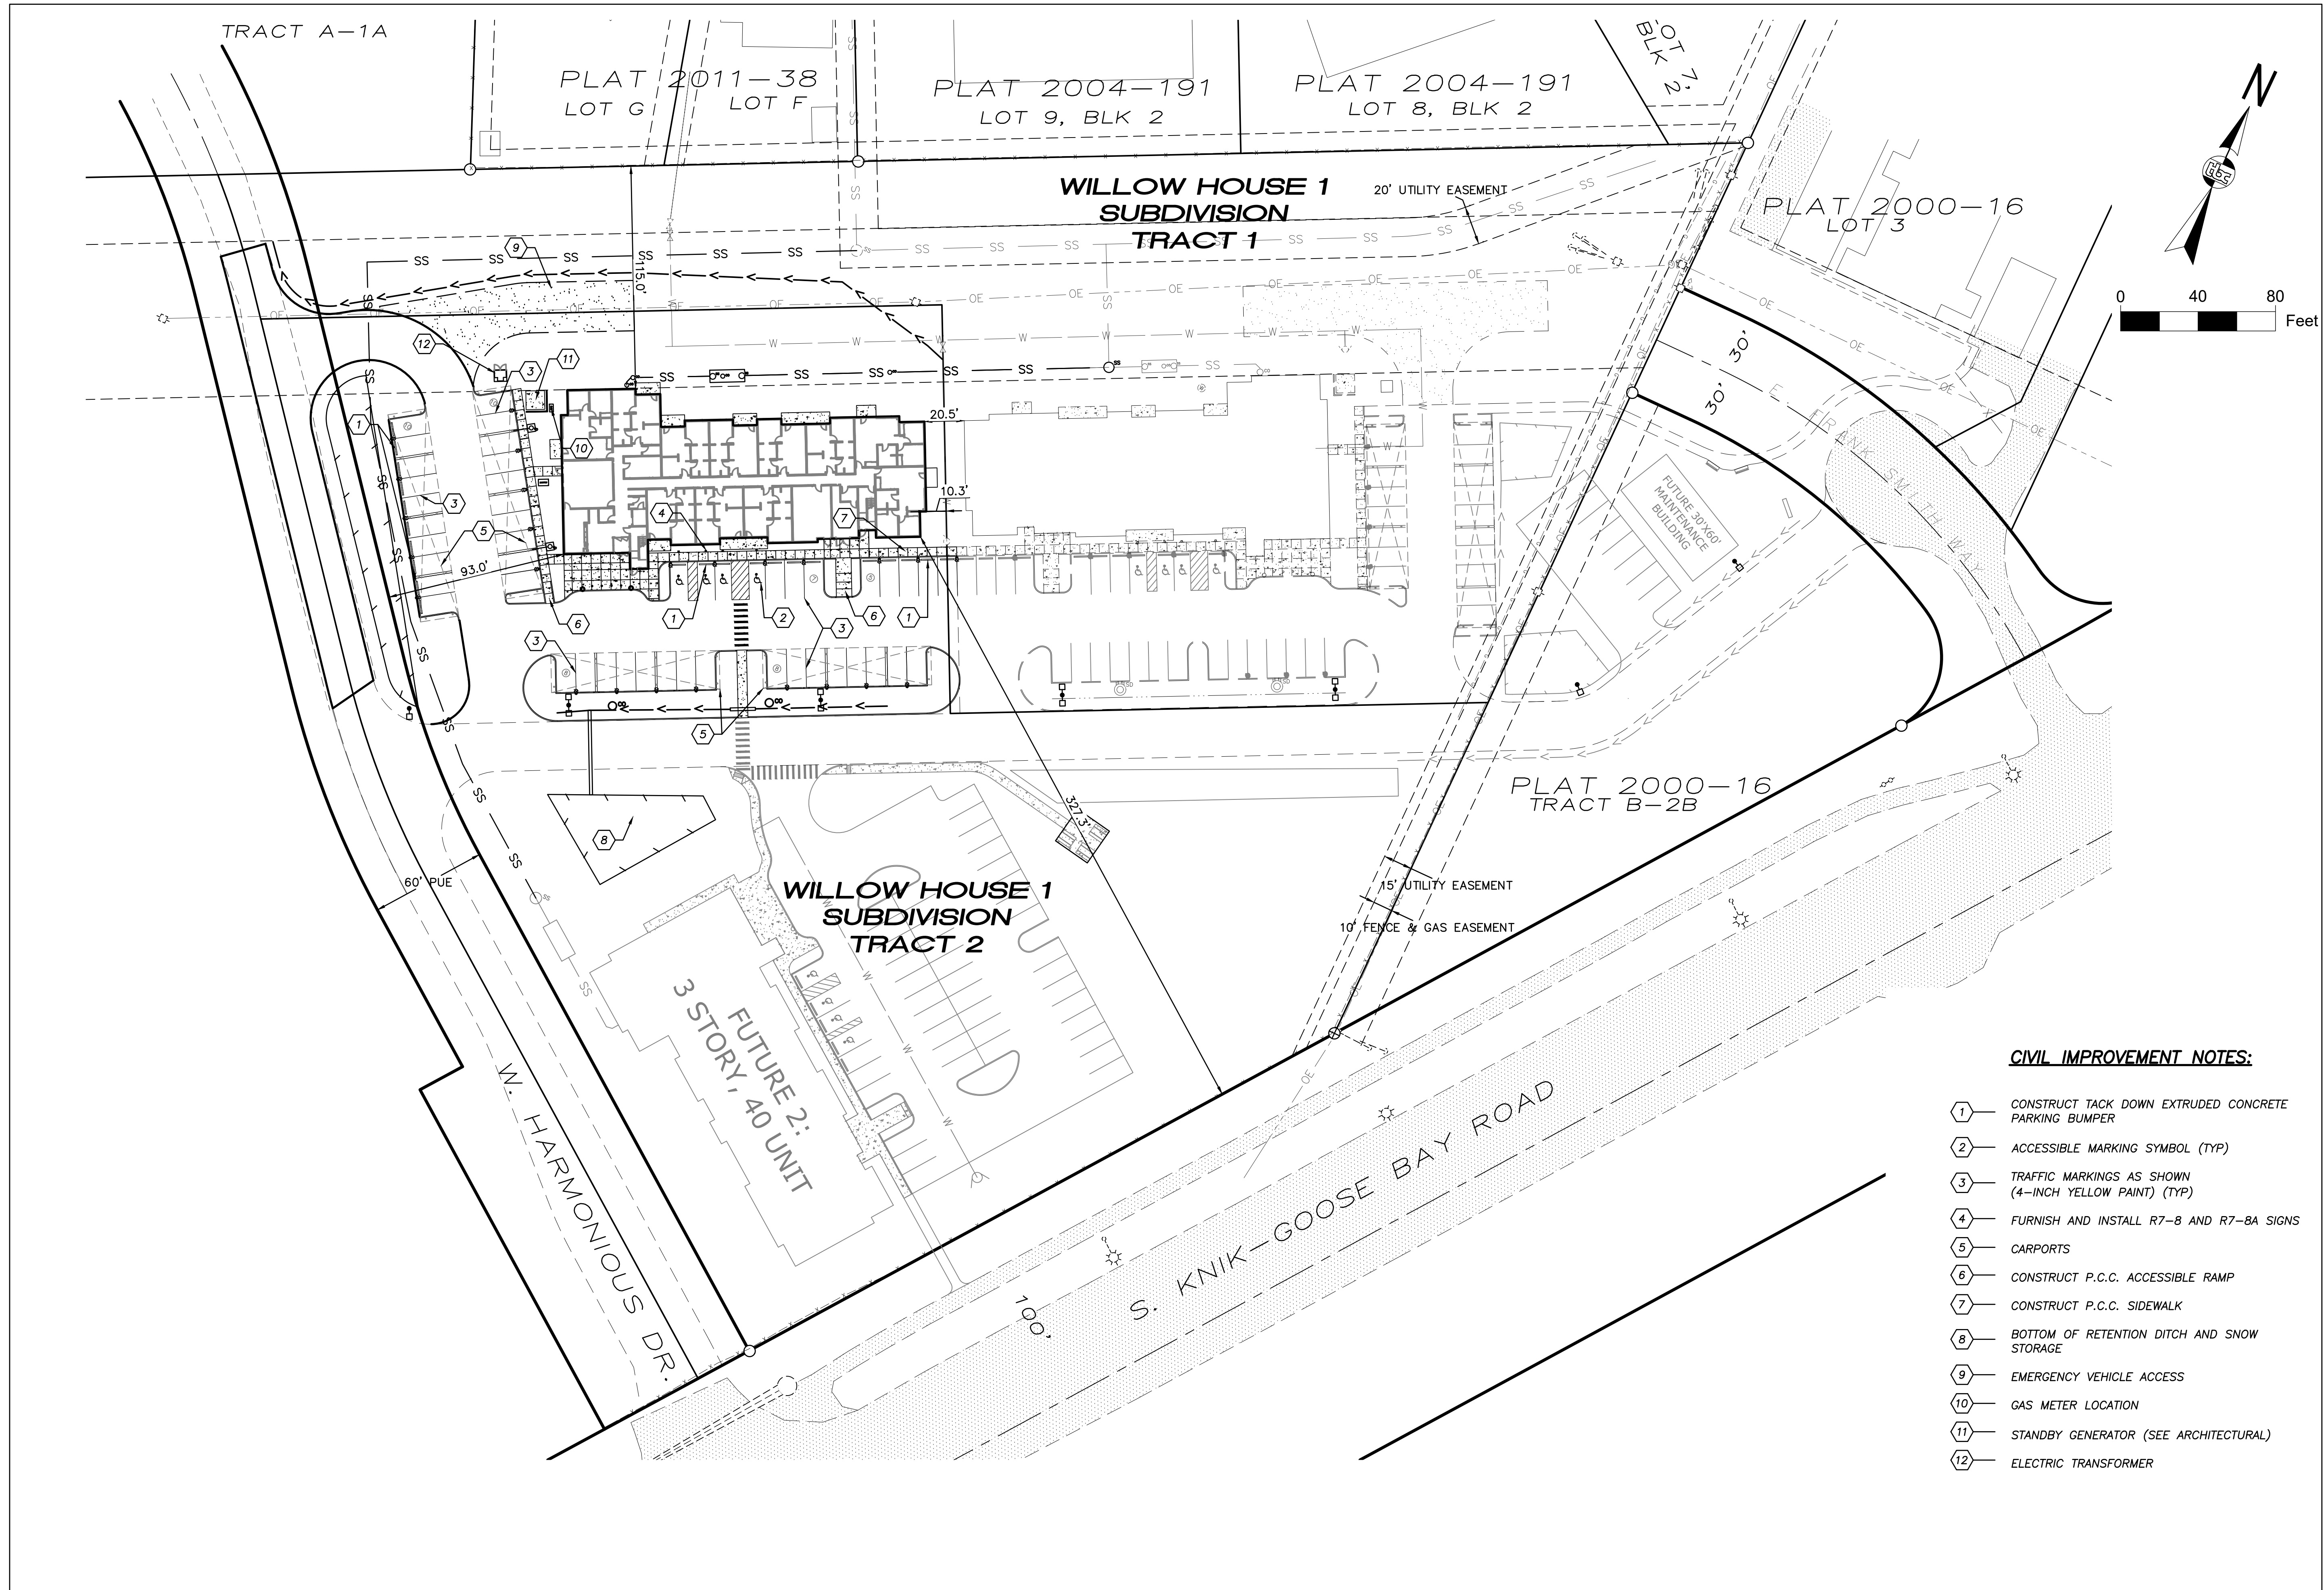 TRACT A-1A
PLAT 2011-38
LOT G
LOT F
PLAT 2004-191
LOT 9, BLK 2
PLAT 2004-191
LOT 8, BLK 2
LOT 7,
BLK 2
N
0 40 80
Feet
WILLOW HOUSE 1
SUBDIVISION
TRACT 1
20' UTILITY EASEMENT
PLAT 2000-16
LOT 3
115.0'
30'
30'
E FRANK SMITH WAY
20.5'
10.3'
93.0'
FUTURE 30'X60'
MAINTENANCE
BUILDING
327.3'
PLAT 2000-16
TRACT B-2B
60' PUE
WILLOW HOUSE 1
SUBDIVISION
TRACT 2
15' UTILITY EASEMENT
10' FENCE & GAS EASEMENT
FUTURE 2:
3 STORY, 40 UNIT
W. HARMONIOUS DR.
100'
S. KNIK-GOOSE BAY ROAD
CIVIL IMPROVEMENT NOTES:
1 CONSTRUCT TACK DOWN EXTRUDED CONCRETE
PARKING BUMPER
2 ACCESSIBLE MARKING SYMBOL (TYP)
3 TRAFFIC MARKINGS AS SHOWN
(4-INCH YELLOW PAINT) (TYP)
4 FURNISH AND INSTALL R7-8 AND R7-8A SIGNS
5 CARPORTS
6 CONSTRUCT P.C.C. ACCESSIBLE RAMP
7 CONSTRUCT P.C.C. SIDEWALK
8 BOTTOM OF RETENTION DITCH AND SNOW
STORAGE
9 EMERGENCY VEHICLE ACCESS
10 GAS METER LOCATION
11 STANDBY GENERATOR (SEE ARCHITECTURAL)
12 ELECTRIC TRANSFORMER